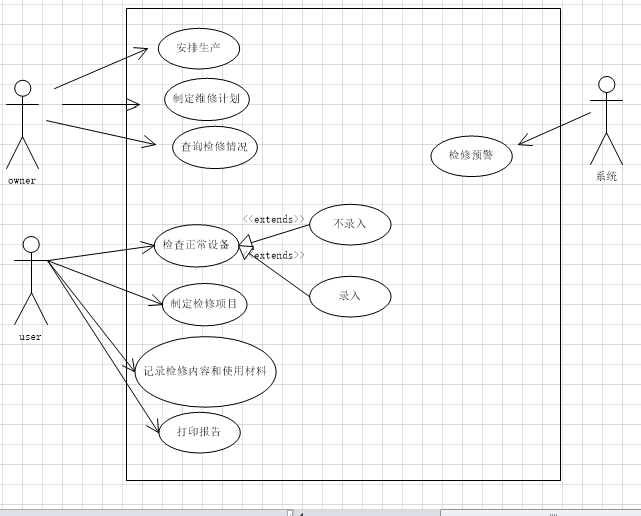 安排生产
制定维修计划
查询检修情况
owner
检修预警
系统
<<extends>>
不录入
检查正常设备
<<extends>>
录入
制定检修项目
user
记录检修内容和使用材料
打印报告